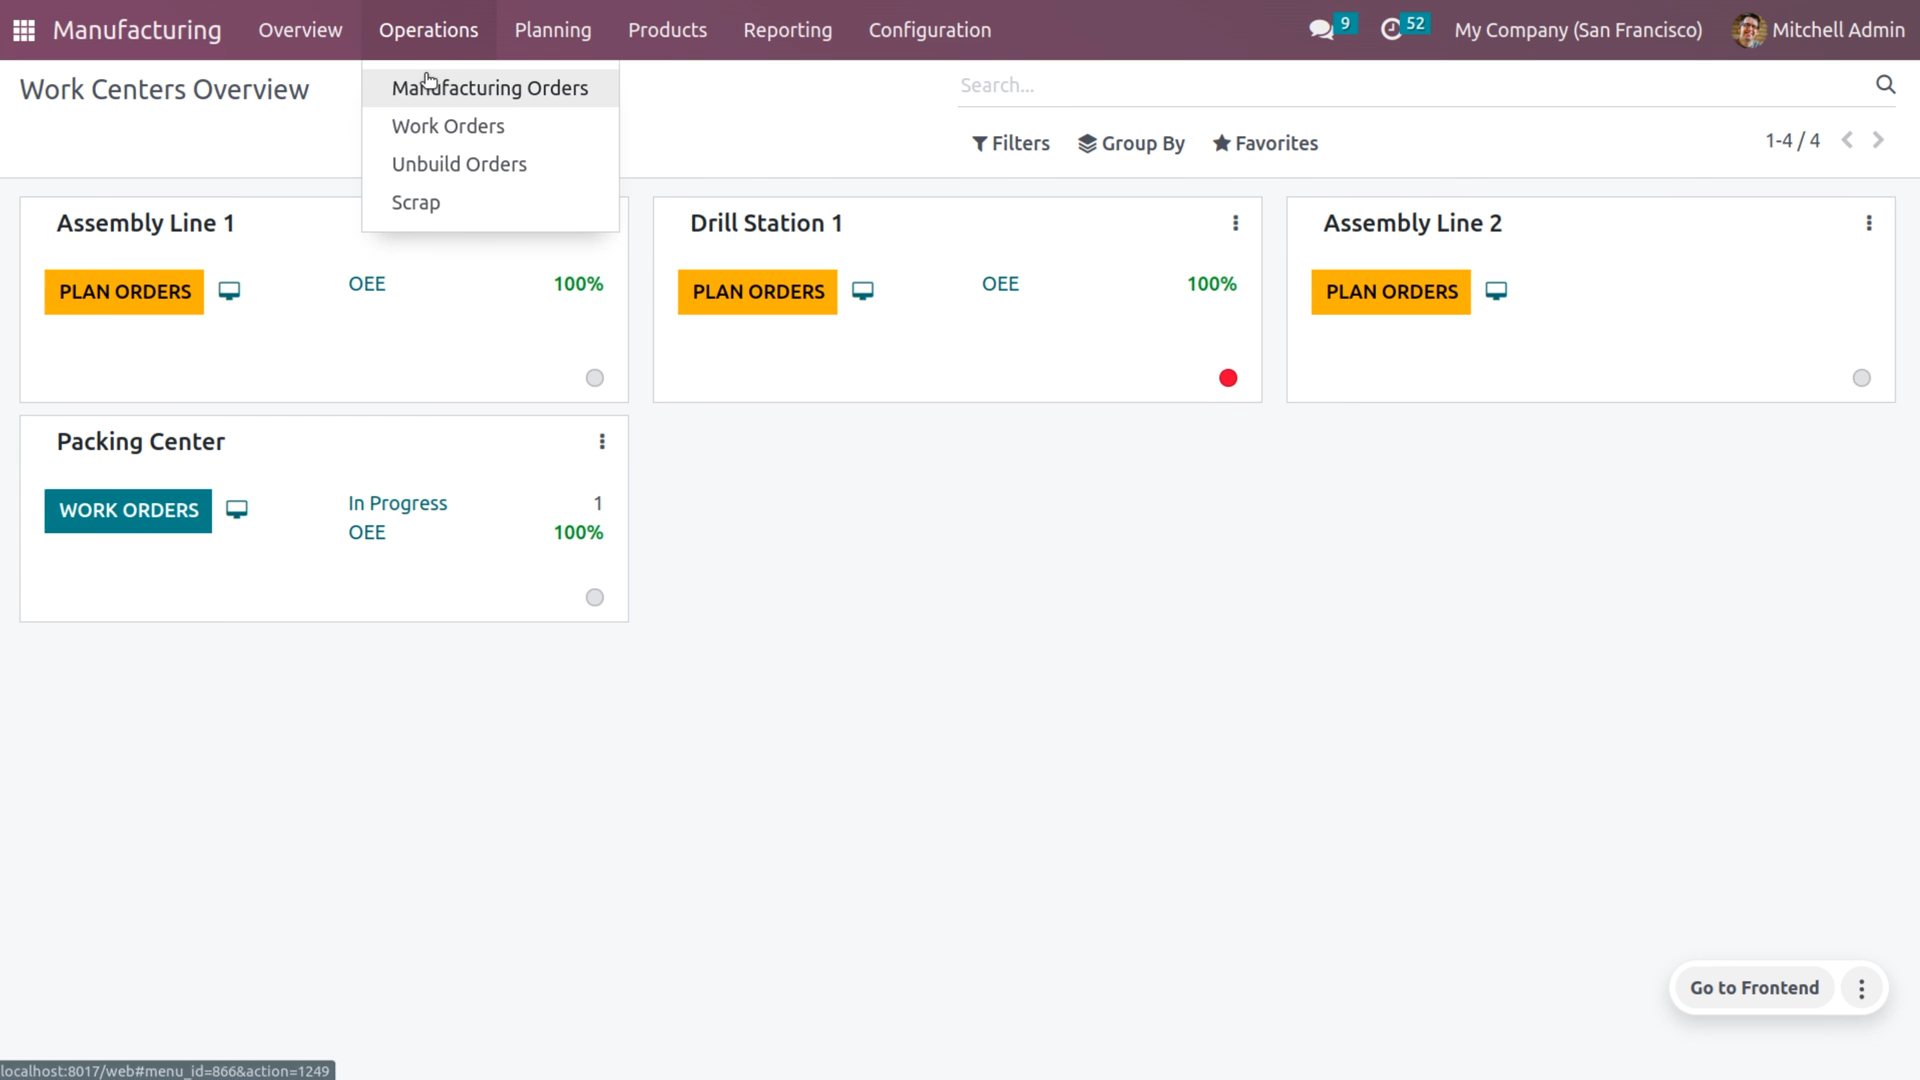 Manufacturing Overview Operations Planning Products Reporting Configuration 9 52 My Company (San Francisco) Mitchell Admin
Work Centers Overview
Search...
Manufacturing Orders
Work Orders
Unbuild Orders
Scrap
Filters Group By Favorites 1-4 / 4
Assembly Line 1
PLAN ORDERS OEE 100%
Drill Station 1
PLAN ORDERS OEE 100%
Assembly Line 2
PLAN ORDERS
Packing Center
WORK ORDERS In Progress 1
OEE 100%
Go to Frontend
localhost:8017/web#menu_id=866&action=1249